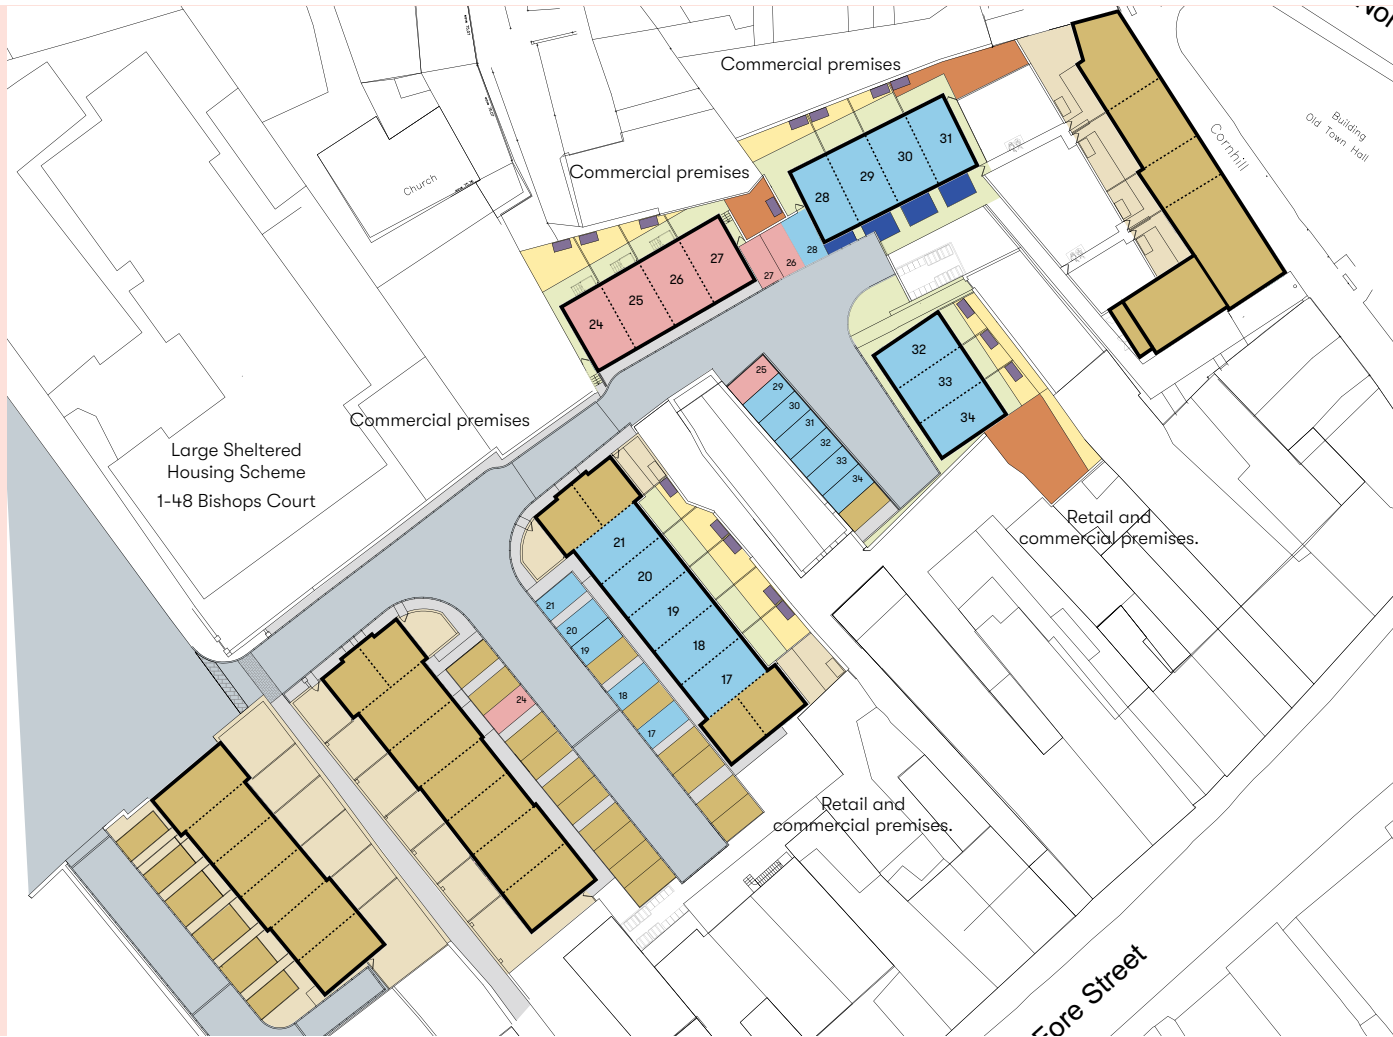 Nor
Commercial premises
Cornhill
Building
Old Town Hall
Church
Commercial premises
31
30
29
28
28
27
26
27
26
25
24
32
33
34
25
29
30
31
32
33
34
Commercial premises
Large Sheltered
Housing Scheme
1-48 Bishops Court
Retail and
commercial premises.
21
20
19
18
17
21
20
19
18
17
24
Retail and
commercial premises.
Fore Street